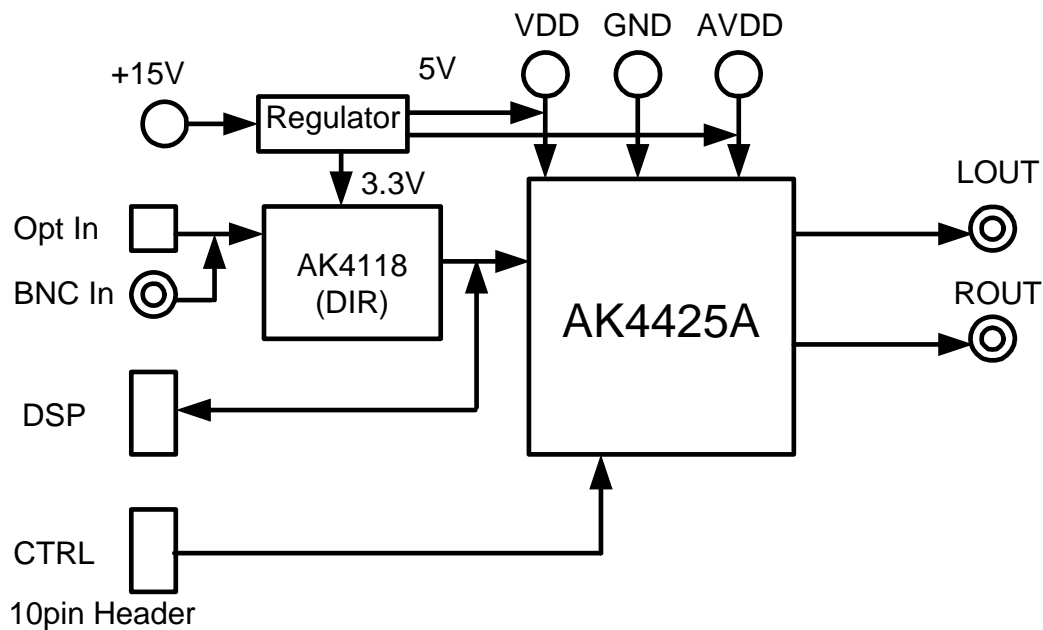 VDD GND AVDD
+15V
5V
Regulator
3.3V
LOUT
Opt In
AK4118
(DIR)
BNC In
ROUT
AK4425A
DSP
CTRL
10pin Header